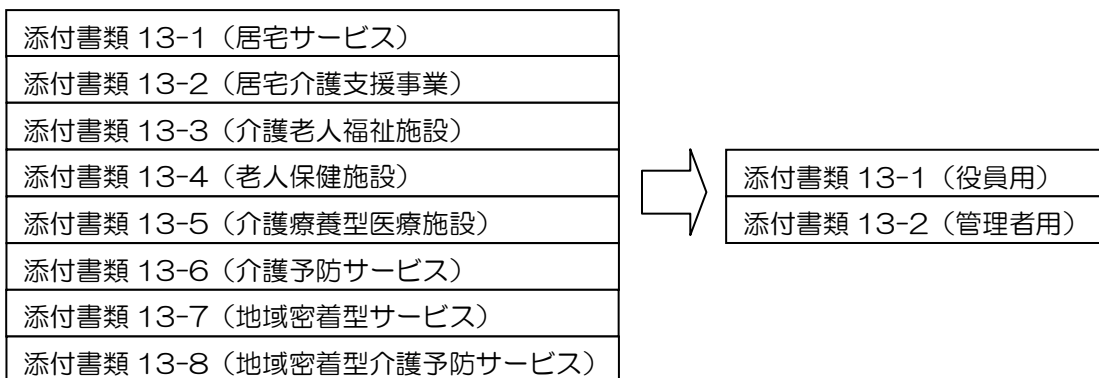 添付書類 13-1（居宅サービス）
添付書類 13-2（居宅介護支援事業）
添付書類 13-3（介護老人福祉施設）
添付書類 13-4（老人保健施設）
添付書類 13-5（介護療養型医療施設）
添付書類 13-6（介護予防サービス）
添付書類 13-7（地域密着型サービス）
添付書類 13-8（地域密着型介護予防サービス）
添付書類 13-1（役員用）
添付書類 13-2（管理者用）